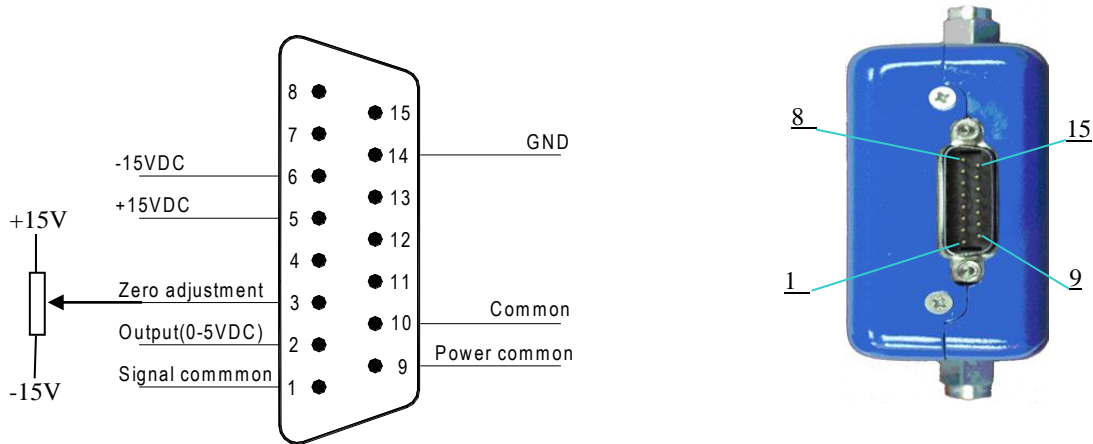 8
15
7
14
GND
-15VDC
6
13
+15VDC
5
12
+15V
4
11
Zero adjustment
3
10
Common
Output(0-5VDC)
2
9
Power common
Signal commmon
1
-15V
8
15
1
9